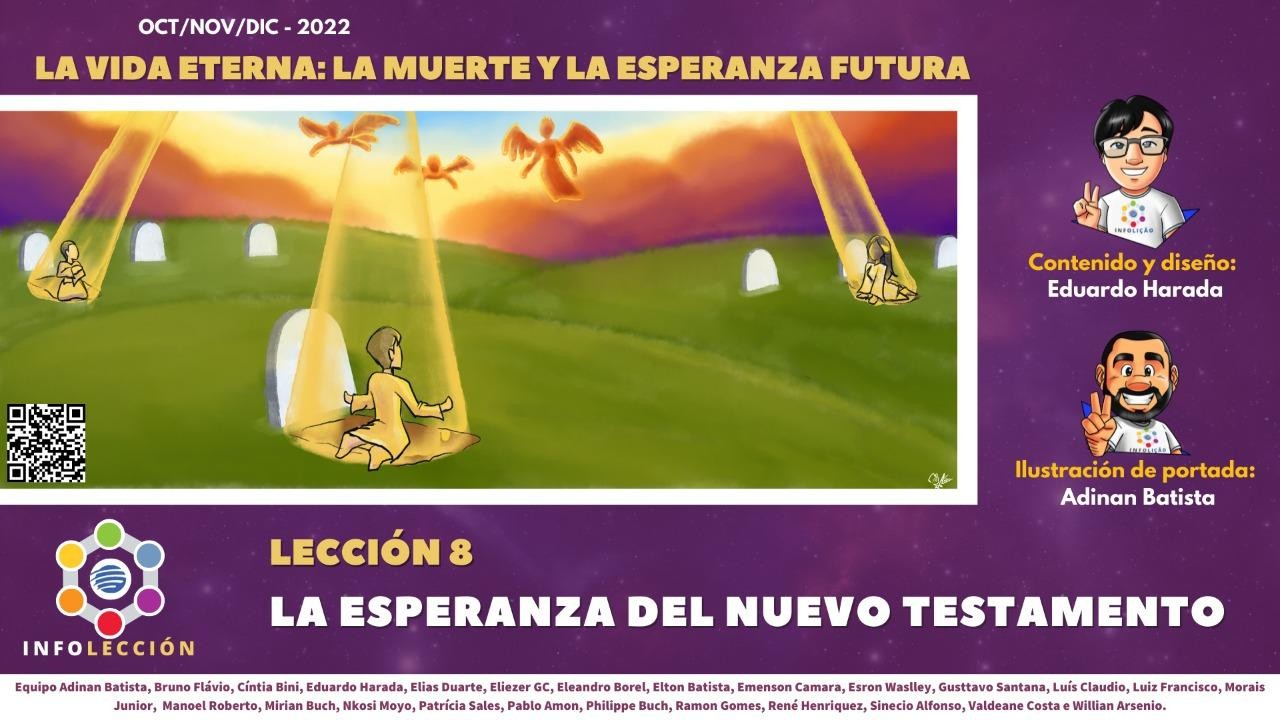 OCT/NOV/DIC - 2022
LA VIDA ETERNA: LA MUERTE Y LA ESPERANZA FUTURA
INFOLIÇÃO
Contenido y diseño:
Eduardo Harada
INFOLIÇÃO
Ilustración de portada:
Adinan Batista
LECCIÓN 8
LA ESPERANZA DEL NUEVO TESTAMENTO
INFOLECCIÓN
Equipo Adinan Batista, Bruno Flávio, Cíntia Bini, Eduardo Harada, Elias Duarte, Eliezer GC, Eleandro Borel, Elton Batista, Emenson Camara, Esron Waslley, Gusttavo Santana, Luís Claudio, Luiz Francisco, Morais
Junior, Manoel Roberto, Mirian Buch, Nkosi Moyo, Patrícia Sales, Pablo Amon, Philippe Buch, Ramon Gomes, René Henriquez, Sinecio Alfonso, Valdeane Costa e Willian Arsenio.